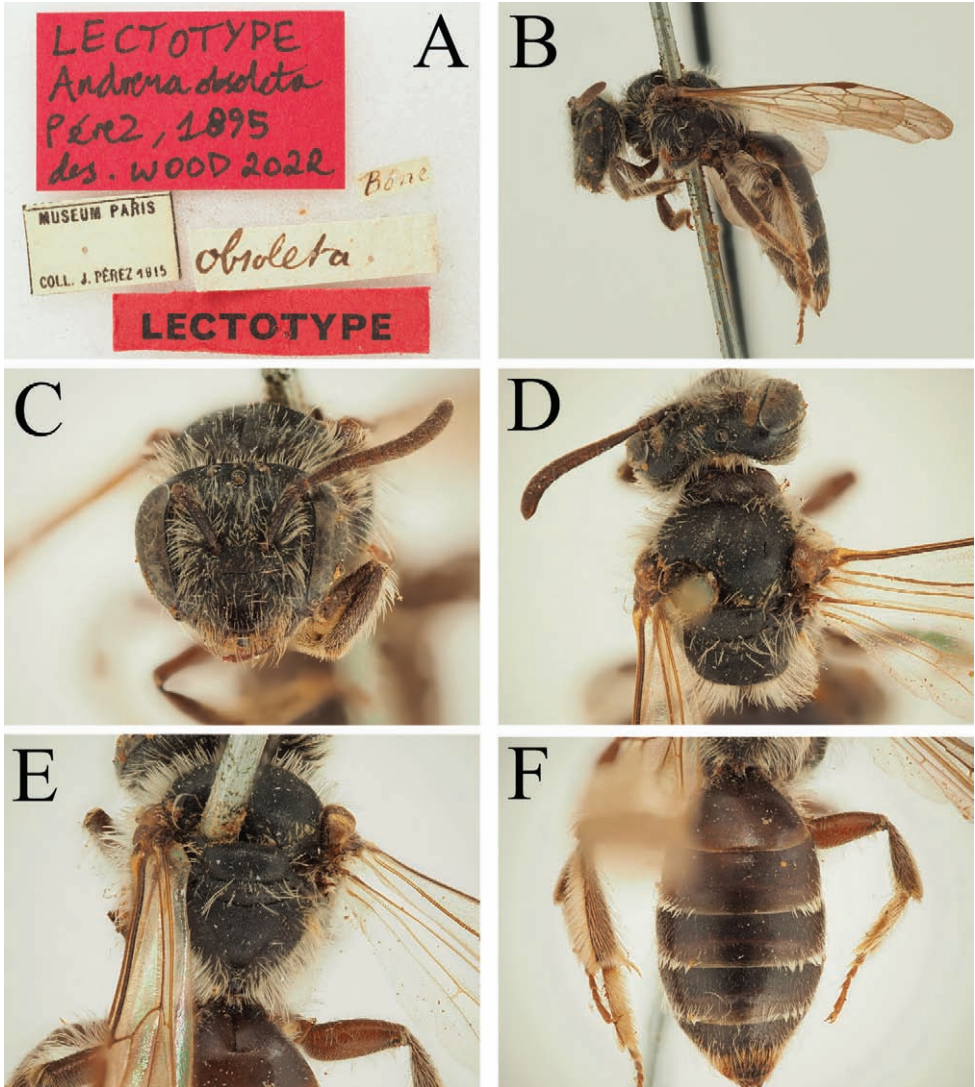 LECTOTYPE
Andrena obsoleta
Pérez, 1895
des. WOOD 2022
A
Bône
MUSEUM PARIS
COLL. J. PÉREZ 1915
obsoleta
LECTOTYPE
B
C
D
E
F